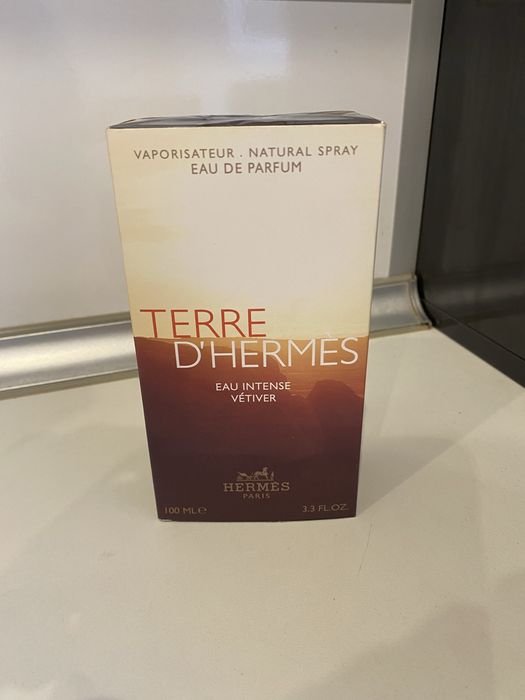 VAPORISATEUR . NATURAL SPRAY
EAU DE PARFUM
TERRE
D'HERMÈS
EAU INTENSE
VÉTIVER
HERMÈS
PARIS
100 ML℮ 3.3 FL.OZ.